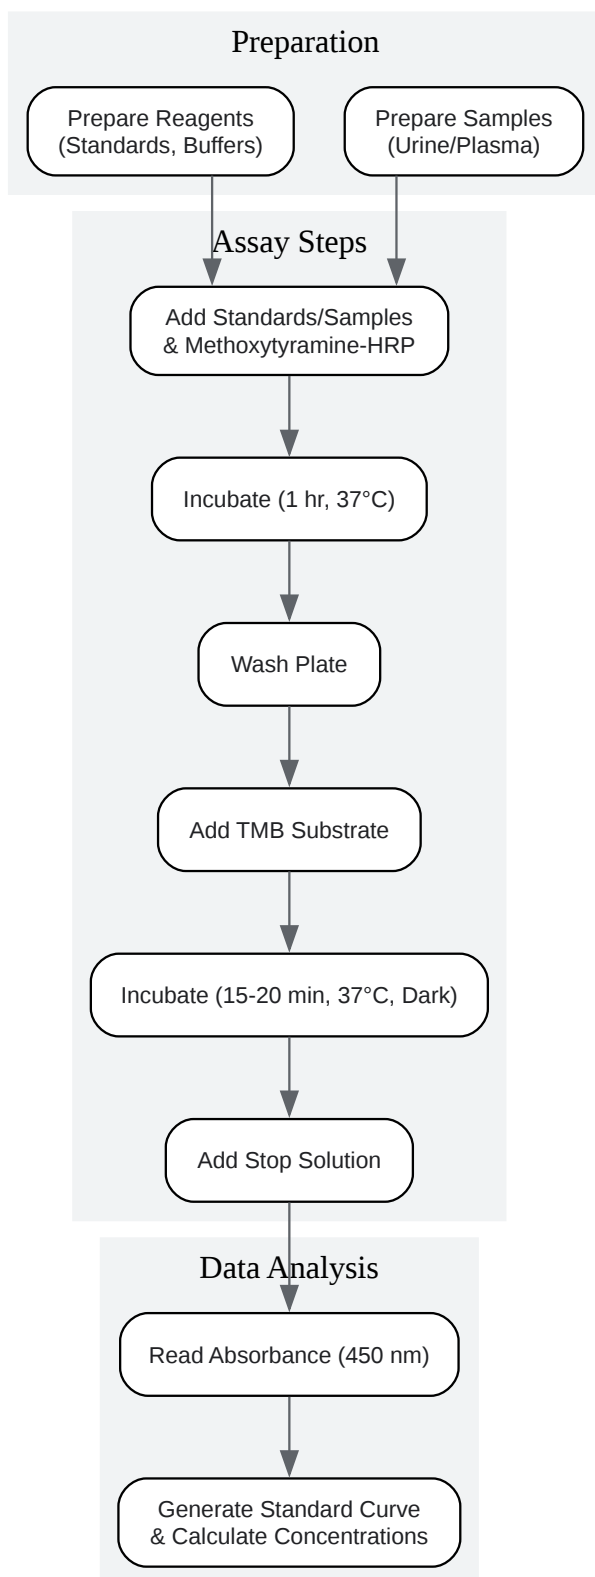 Preparation
Prepare Reagents
(Standards, Buffers)
Prepare Samples
(Urine/Plasma)
Assay Steps
Add Standards/Samples
& Methoxytyramine-HRP
Incubate (1 hr, 37°C)
Wash Plate
Add TMB Substrate
Incubate (15-20 min, 37°C, Dark)
Add Stop Solution
Data Analysis
Read Absorbance (450 nm)
Generate Standard Curve
& Calculate Concentrations